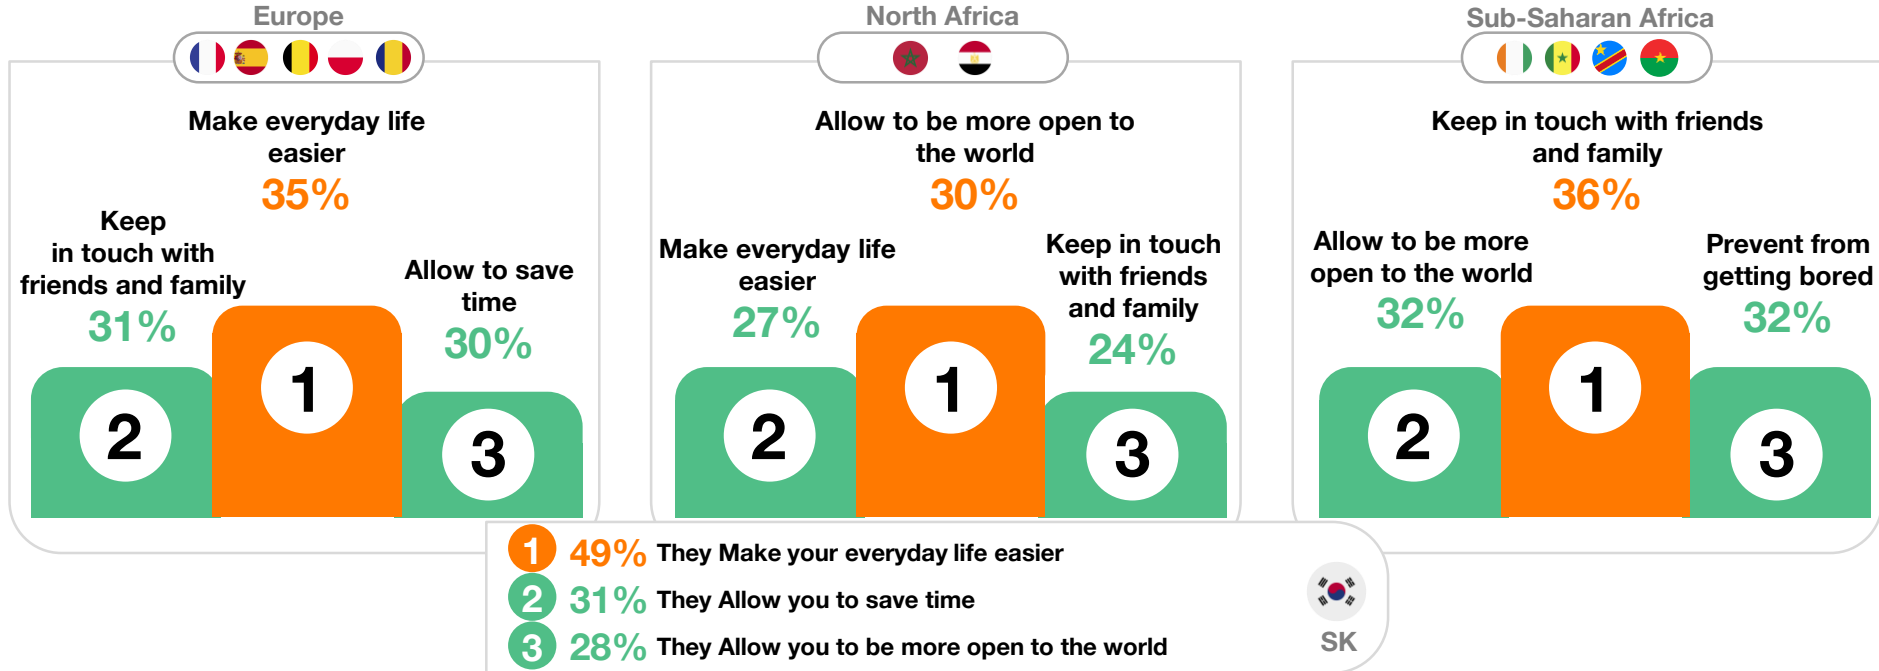 Europe
Make everyday life
easier
35%
Keep
in touch with
friends and family
31%
Allow to save
time
30%
2
1
3
North Africa
Allow to be more open to
the world
30%
Make everyday life
easier
27%
Keep in touch
with friends
and family
24%
2
1
3
Sub-Saharan Africa
Keep in touch with friends
and family
36%
Allow to be more
open to the world
32%
Prevent from
getting bored
32%
2
1
3
1 49% They Make your everyday life easier
2 31% They Allow you to save time
3 28% They Allow you to be more open to the world
SK